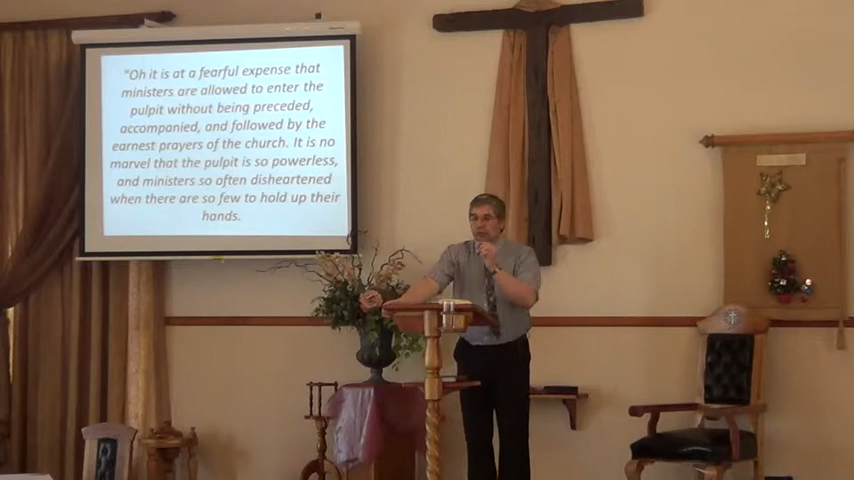 "Oh it is at a fearful expense that
ministers are allowed to enter the
pulpit without being preceded,
accompanied, and followed by the
earnest prayers of the church. It is no
marvel that the pulpit is so powerless,
and ministers so often disheartened
when there are so few to hold up their
hands.